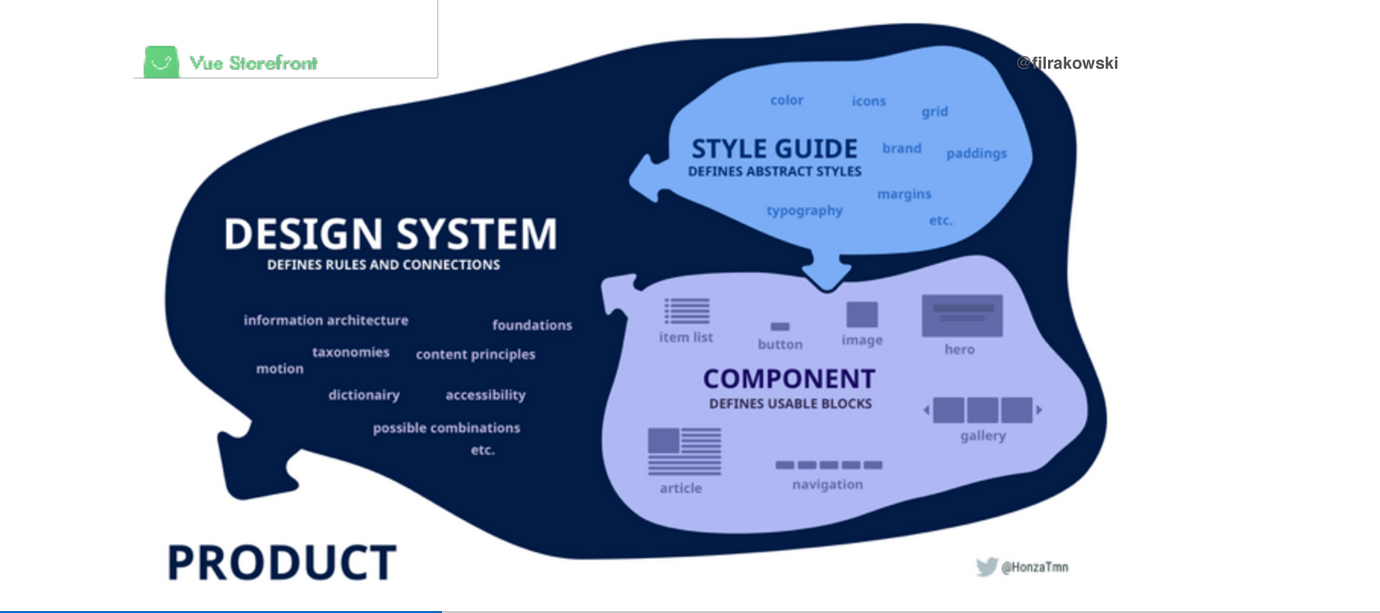 Vue Storefront
@filrakowski
color
icons
grid
STYLE GUIDE
DEFINES ABSTRACT STYLES
brand
paddings
margins
typography
etc.
DESIGN SYSTEM
DEFINES RULES AND CONNECTIONS
information architecture
foundations
taxonomies
content principles
motion
dictionairy
accessibility
possible combinations
etc.
item list
button
image
hero
COMPONENT
DEFINES USABLE BLOCKS
gallery
article
navigation
PRODUCT
@HonzaTmn